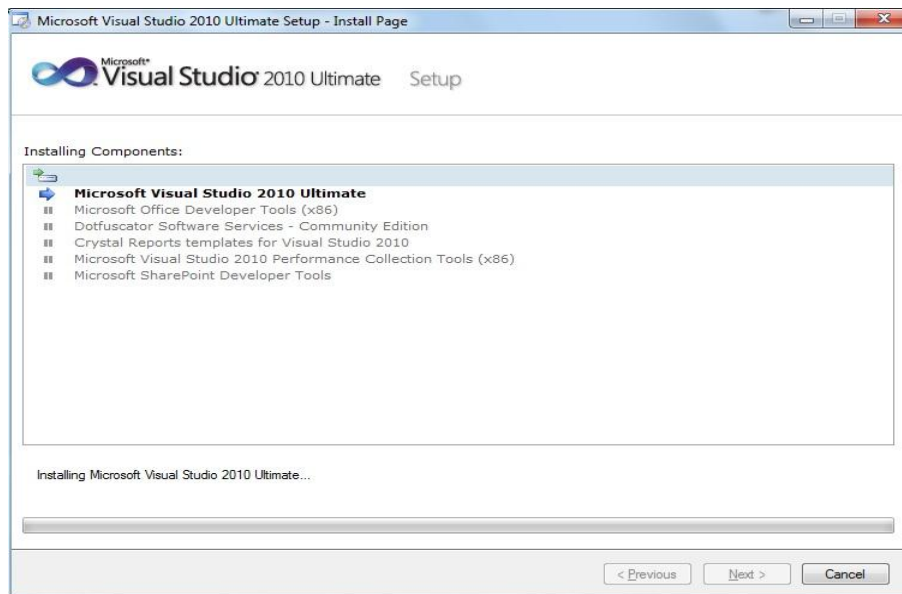 Microsoft Visual Studio 2010 Ultimate Setup - Install Page
Microsoft®
Visual Studio® 2010 Ultimate Setup
Installing Components:
Microsoft Visual Studio 2010 Ultimate
Microsoft Office Developer Tools (x86)
Dotfuscator Software Services - Community Edition
Crystal Reports templates for Visual Studio 2010
Microsoft Visual Studio 2010 Performance Collection Tools (x86)
Microsoft SharePoint Developer Tools
Installing Microsoft Visual Studio 2010 Ultimate...
< Previous Next > Cancel